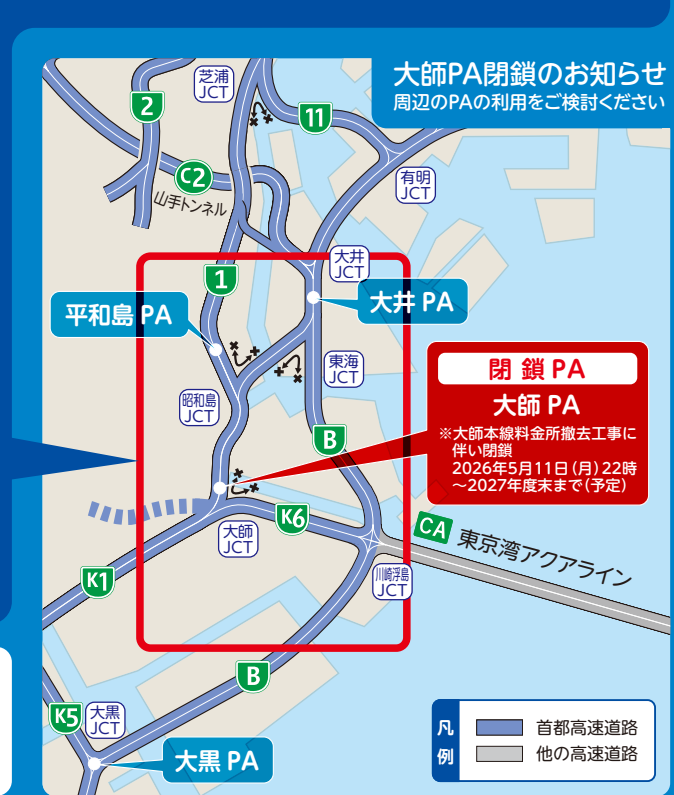 大師PA閉鎖のお知らせ
周辺のPAの利用をご検討ください
芝浦
JCT
2
11
C2
山手トンネル
有明
JCT
大井
JCT
1
大井 PA
平和島 PA
東海
JCT
昭和島
JCT
閉 鎖 PA
大師 PA
※大師本線料金所撤去工事に
伴い閉鎖
2026年5月11日(月)22時
～2027年度末まで(予定)
B
K6
大師
JCT
CA 東京湾アクアライン
K1
川崎浮島
JCT
B
K5
大黒
JCT
大黒 PA
凡例
首都高速道路
他の高速道路